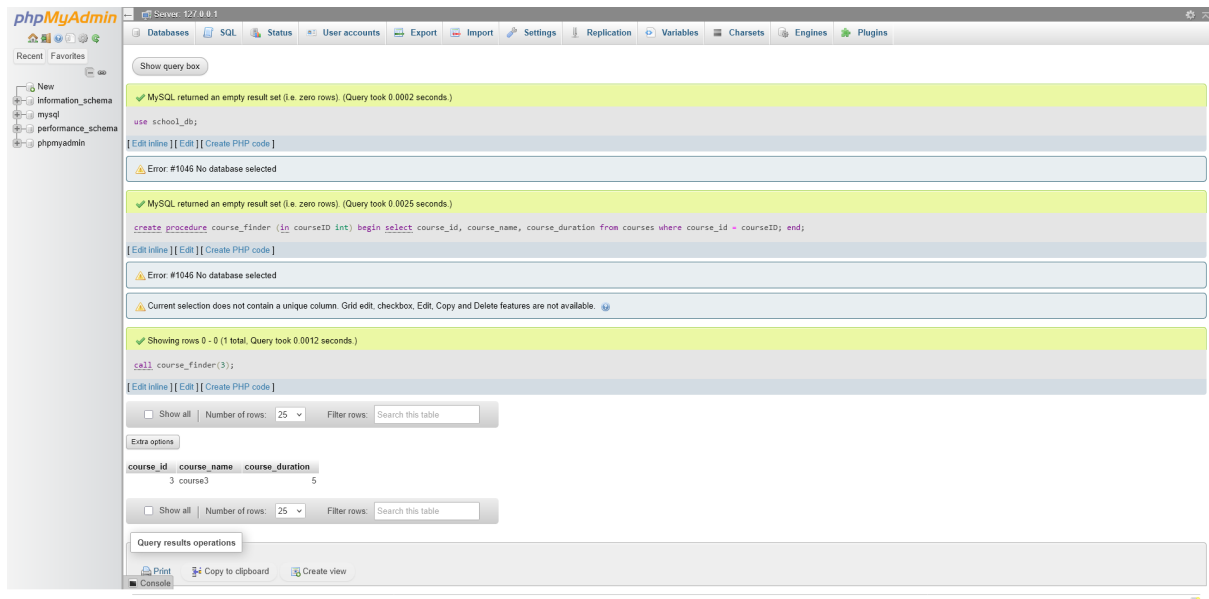 phpMyAdmin
Recent Favorites
New
information_schema
mysql
performance_schema
phpmyadmin
Server: 127.0.0.1
Databases SQL Status User accounts Export Import Settings Replication Variables Charsets Engines Plugins
Show query box
MySQL returned an empty result set (i.e. zero rows). (Query took 0.0002 seconds.)
use school_db;
[ Edit inline ] [ Edit ] [ Create PHP code ]
Error: #1046 No database selected
MySQL returned an empty result set (i.e. zero rows). (Query took 0.0025 seconds.)
create procedure course_finder (in courseID int) begin select course_id, course_name, course_duration from courses where course_id = courseID; end;
[ Edit inline ] [ Edit ] [ Create PHP code ]
Error: #1046 No database selected
Current selection does not contain a unique column. Grid edit, checkbox, Edit, Copy and Delete features are not available.
Showing rows 0 - 0 (1 total, Query took 0.0012 seconds.)
call course_finder(3);
[ Edit inline ] [ Edit ] [ Create PHP code ]
Show all | Number of rows: 25 Filter rows: Search this table
Extra options
course_id course_name course_duration
3 course3 5
Show all | Number of rows: 25 Filter rows: Search this table
Query results operations
Print Copy to clipboard Create view
Console